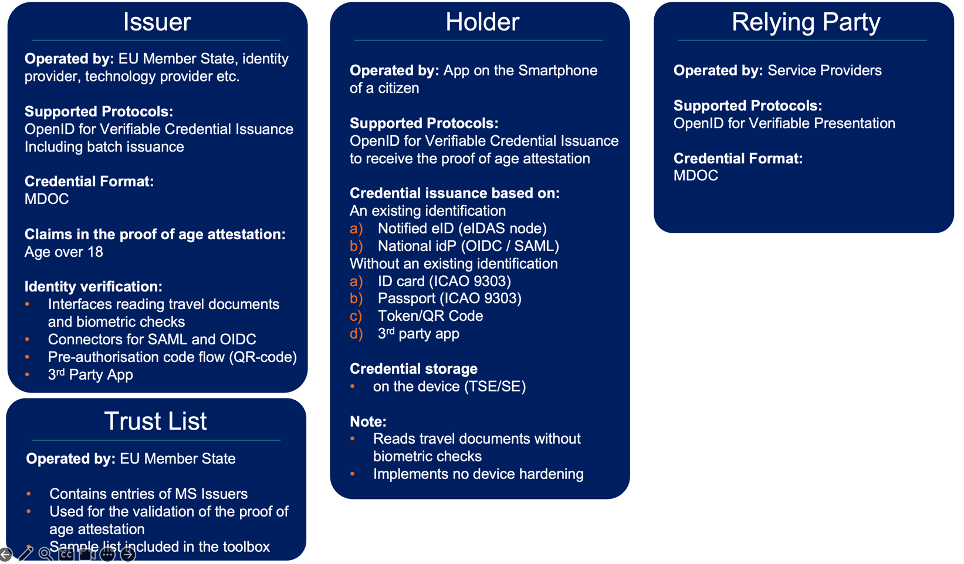 Issuer
Operated by: EU Member State, identity
provider, technology provider etc.
Supported Protocols:
OpenID for Verifiable Credential Issuance
Including batch issuance
Credential Format:
MDOC
Claims in the proof of age attestation:
Age over 18
Identity verification:
• Interfaces reading travel documents
and biometric checks
• Connectors for SAML and OIDC
• Pre-authorisation code flow (QR-code)
• 3rd Party App
Trust List
Operated by: EU Member State
• Contains entries of MS Issuers
• Used for the validation of the proof of
age attestation
• Sample list included in the toolbox
CC
Holder
Operated by: App on the Smartphone
of a citizen
Supported Protocols:
OpenID for Verifiable Credential Issuance
to receive the proof of age attestation
Credential issuance based on:
An existing identification
a) Notified eID (eIDAS node)
b) National idP (OIDC / SAML)
Without an existing identification
a) ID card (ICAO 9303)
b) Passport (ICAO 9303)
c) Token/QR Code
d) 3rd party app
Credential storage
• on the device (TSE/SE)
Note:
• Reads travel documents without
biometric checks
• Implements no device hardening
Relying Party
Operated by: Service Providers
Supported Protocols:
OpenID for Verifiable Presentation
Credential Format:
MDOC